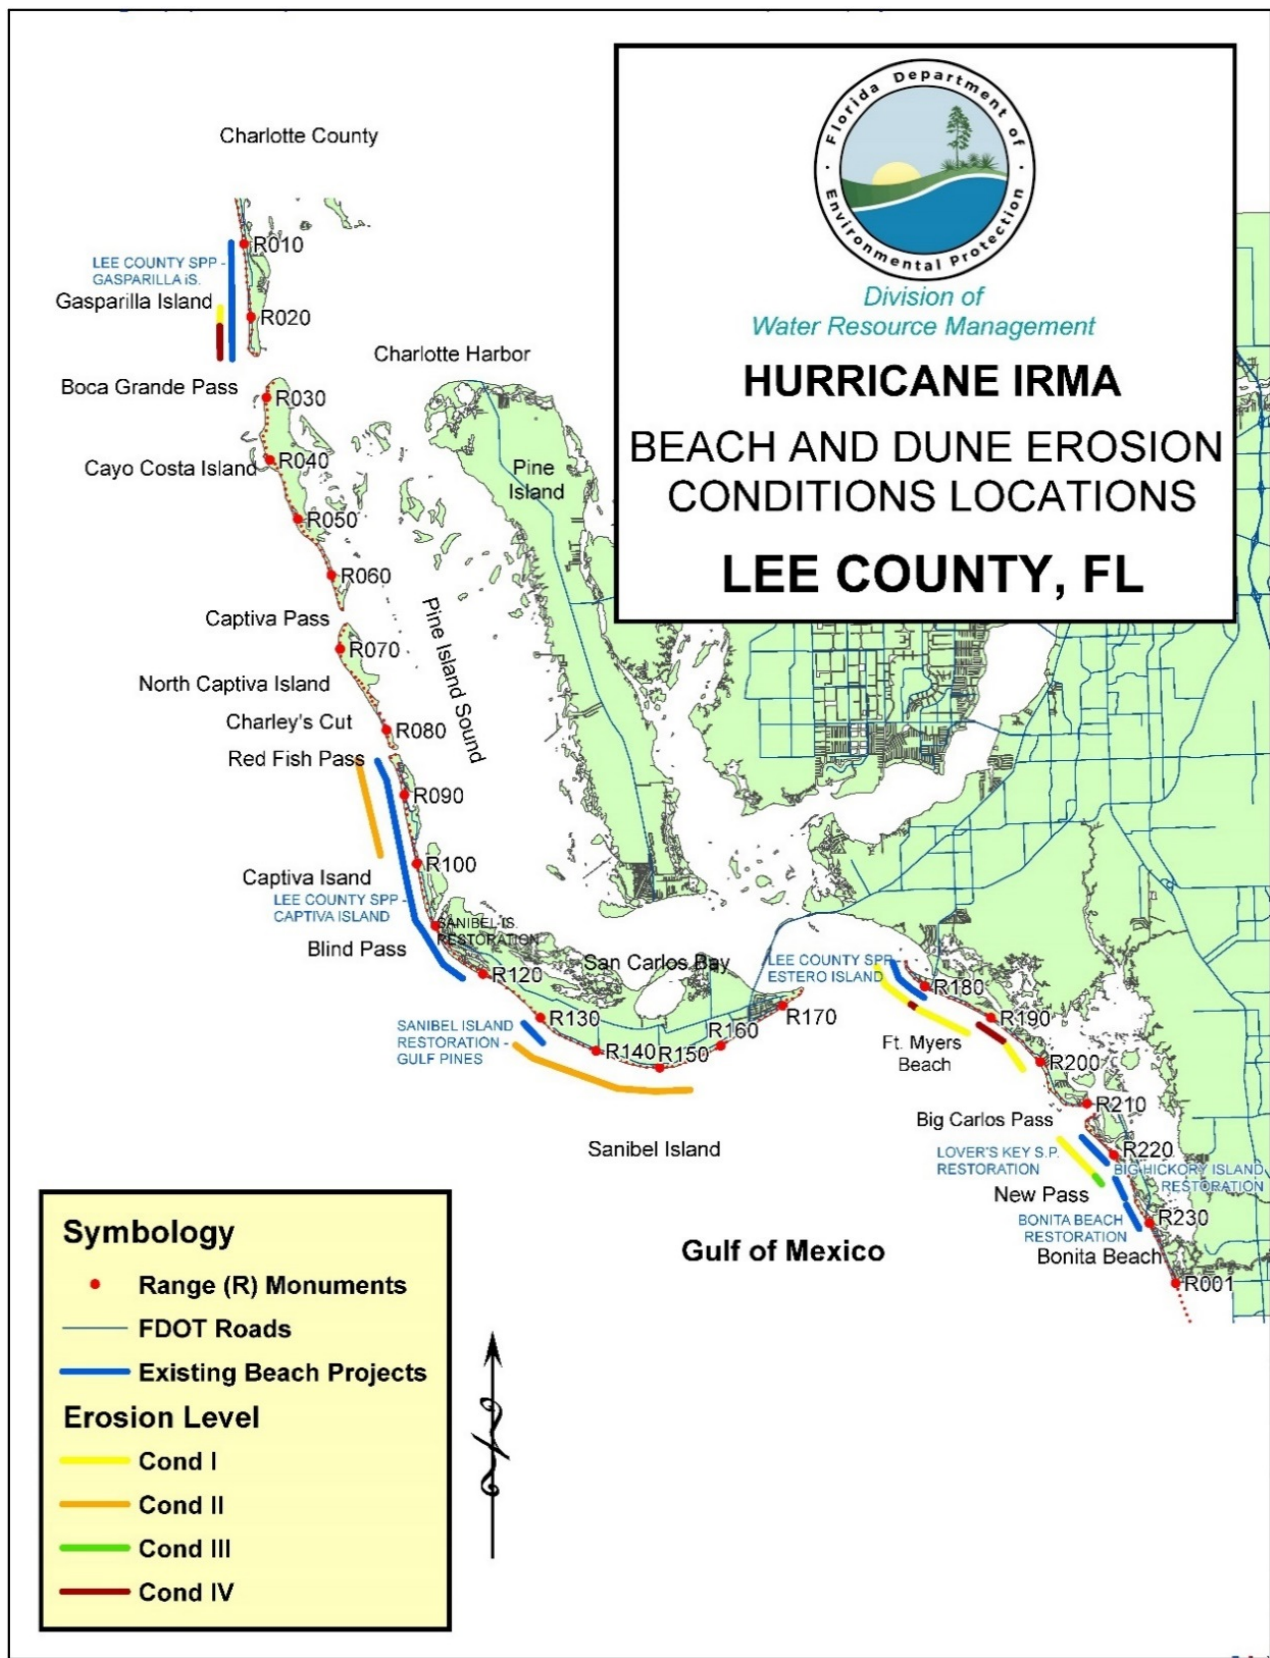 Florida Department of
Environmental Protection
Division of
Water Resource Management
HURRICANE IRMA
BEACH AND DUNE EROSION
CONDITIONS LOCATIONS
LEE COUNTY, FL
Charlotte County
R010
LEE COUNTY SPP -
GASPARILLA iS.
Gasparilla Island
R020
Charlotte Harbor
Boca Grande Pass
R030
Cayo Costa Island
R040
Pine
Island
R050
R060
Captiva Pass
Pine Island Sound
R070
North Captiva Island
Charley's Cut
R080
Red Fish Pass
R090
R100
Captiva Isand
LEE COUNTY SPP -
CAPTIVA ISLAND
SANIBEL IS.
RESTORATION
Blind Pass
R120
San Carlos Bay
LEE COUNTY SPP-
ESTERO ISLAND
R180
R130
R170
R190
SANIBEL ISLAND
RESTORATION -
GULF PINES
R140
R150
R160
Ft. Myers
Beach
R200
R210
Big Carlos Pass
Sanibel Island
LOVER'S KEY S.P.
RESTORATION
R220
BIG HICKORY ISLAND
RESTORATION
New Pass
BONITA BEACH
RESTORATION
R230
Bonita Beach
Gulf of Mexico
R001
Symbology
Range (R) Monuments
FDOT Roads
Existing Beach Projects
Erosion Level
Cond I
Cond II
Cond III
Cond IV